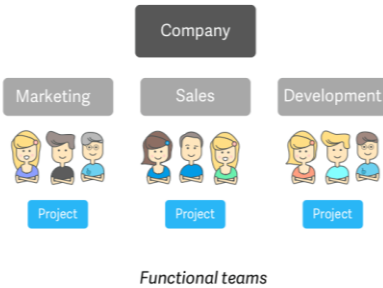 Company
Marketing Sales Development
Project Project Project
Functional teams